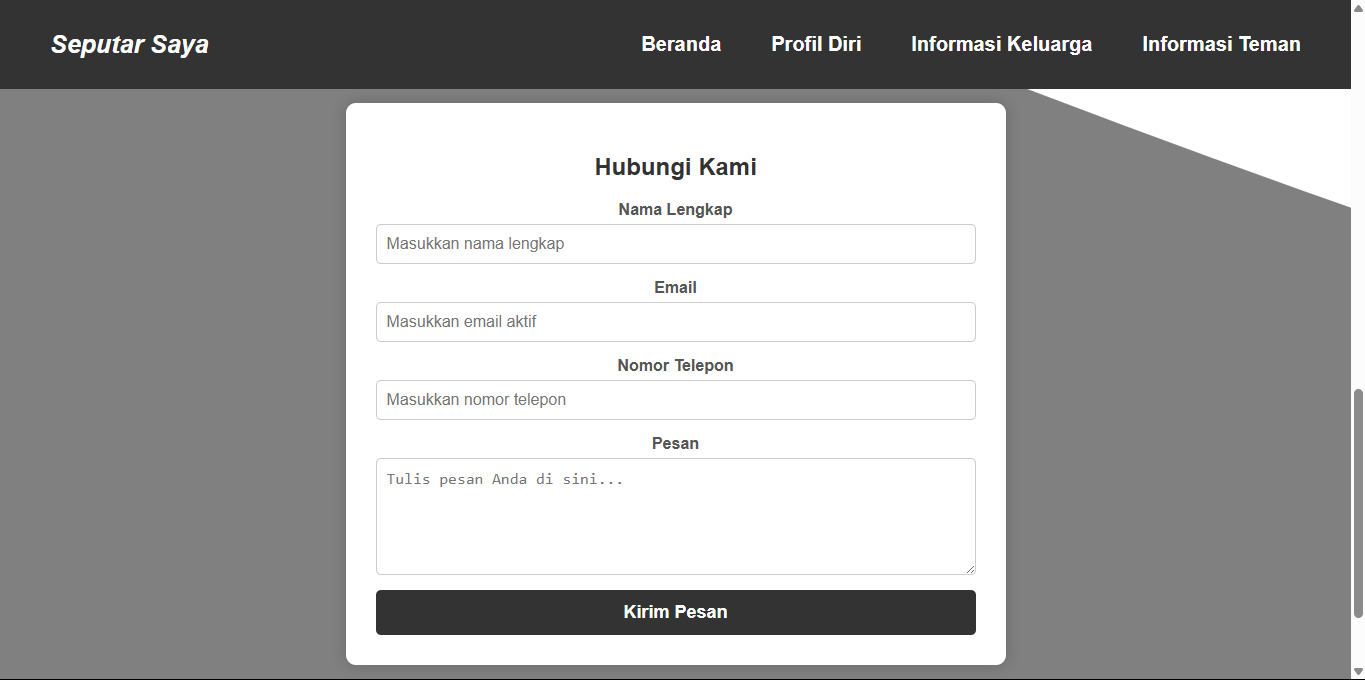 Seputar Saya
Beranda Profil Diri Informasi Keluarga Informasi Teman
Hubungi Kami
Nama Lengkap
Masukkan nama lengkap
Email
Masukkan email aktif
Nomor Telepon
Masukkan nomor telepon
Pesan
Tulis pesan Anda di sini...
Kirim Pesan